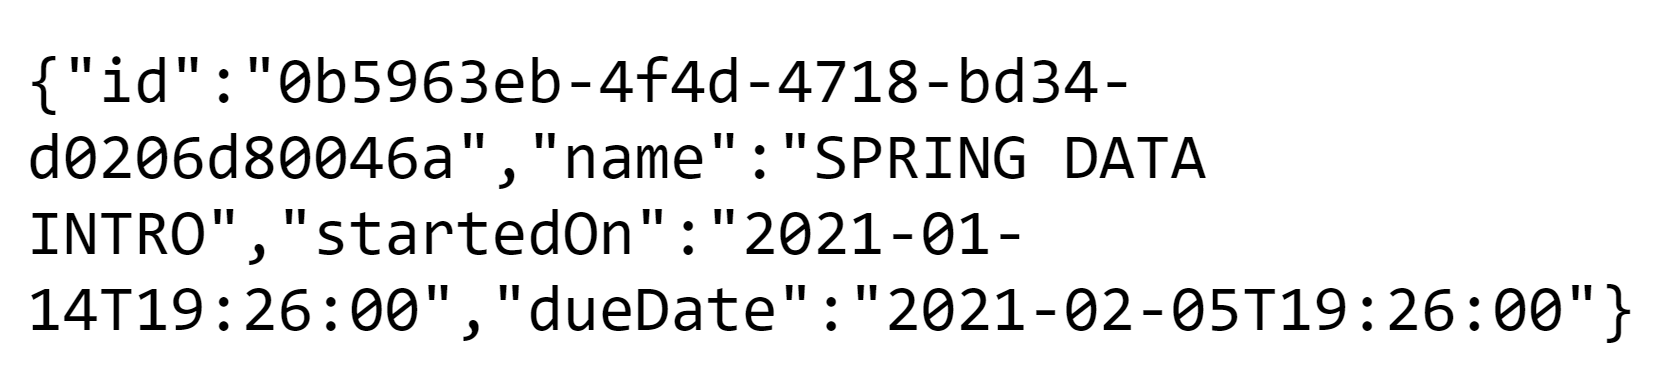 {"id":"0b5963eb-4f4d-4718-bd34-
d0206d80046a","name":"SPRING DATA
INTRO","startedOn":"2021-01-
14T19:26:00","dueDate":"2021-02-05T19:26:00"}